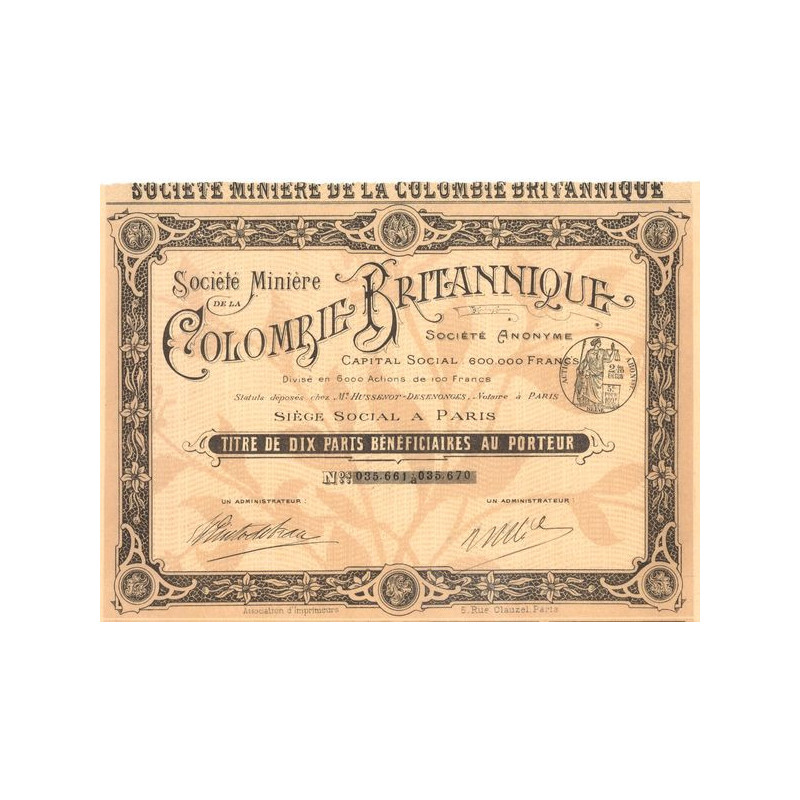 SOCIÉTÉ MINIÈRE DE LA COLOMBIE BRITANNIQUE
Société Minière
DE LA
COLOMBIE BRITANNIQUE
SOCIÉTÉ ANONYME
CAPITAL SOCIAL 600.000 FRANCS
Divisé en 6000 Actions de 100 Francs
Statuts déposés chez Me HUSSENOT-DESENONGES, Notaire à PARIS
SIÈGE SOCIAL A PARIS
TITRE DE DIX PARTS BÉNÉFICIAIRES AU PORTEUR
Nos 035.661 À 035.670
UN ADMINISTRATEUR :
UN ADMINISTRATEUR :
Association d'Imprimeurs
5, Rue Clauzel, Paris